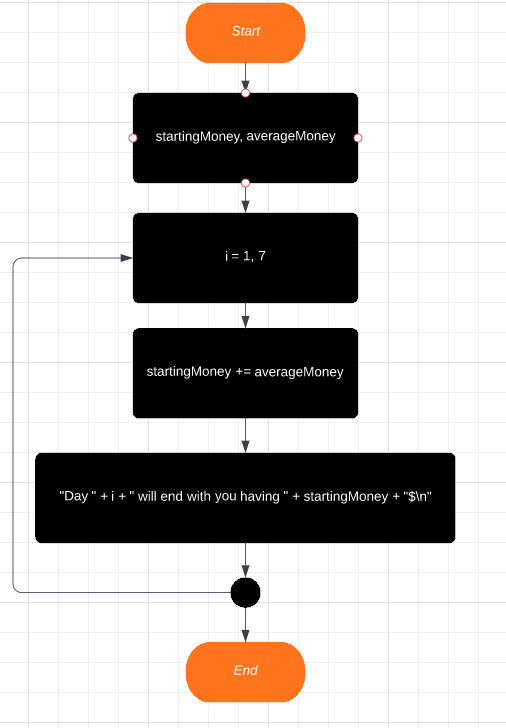 Start
startingMoney, averageMoney
i = 1, 7
startingMoney += averageMoney
"Day " + i + " will end with you having " + startingMoney + "$\n"
End